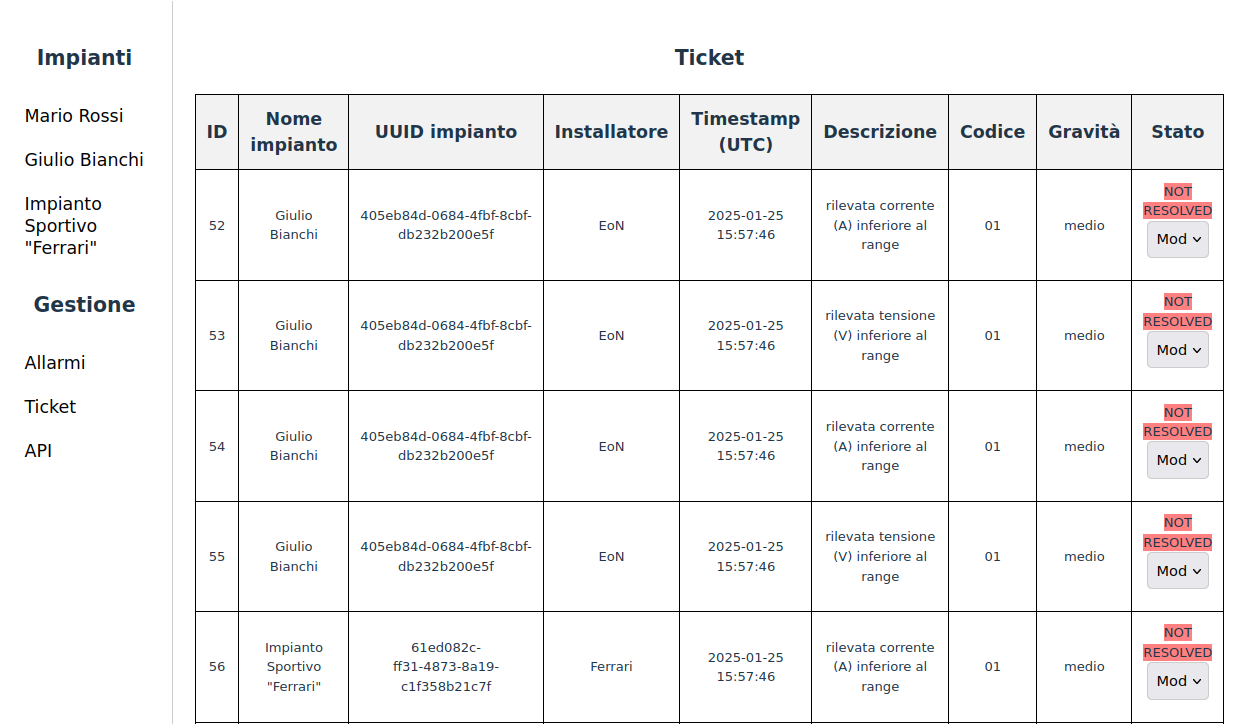 Impianti
Mario Rossi
Giulio Bianchi
Impianto
Sportivo
"Ferrari"
Gestione
Allarmi
Ticket
API
Ticket
ID
Nome
impianto
UUID impianto
Installatore
Timestamp
(UTC)
Descrizione
Codice
Gravità
Stato
52
Giulio
Bianchi
405eb84d-0684-4fbf-8cbf-
db232b200e5f
EoN
2025-01-25
15:57:46
rilevata corrente
(A) inferiore al
range
01
medio
NOT
RESOLVED
Mod
53
Giulio
Bianchi
405eb84d-0684-4fbf-8cbf-
db232b200e5f
EoN
2025-01-25
15:57:46
rilevata tensione
(V) inferiore al
range
01
medio
NOT
RESOLVED
Mod
54
Giulio
Bianchi
405eb84d-0684-4fbf-8cbf-
db232b200e5f
EoN
2025-01-25
15:57:46
rilevata corrente
(A) inferiore al
range
01
medio
NOT
RESOLVED
Mod
55
Giulio
Bianchi
405eb84d-0684-4fbf-8cbf-
db232b200e5f
EoN
2025-01-25
15:57:46
rilevata tensione
(V) inferiore al
range
01
medio
NOT
RESOLVED
Mod
56
Impianto
Sportivo
"Ferrari"
61ed082c-
ff31-4873-8a19-
c1f358b21c7f
Ferrari
2025-01-25
15:57:46
rilevata corrente
(A) inferiore al
range
01
medio
NOT
RESOLVED
Mod